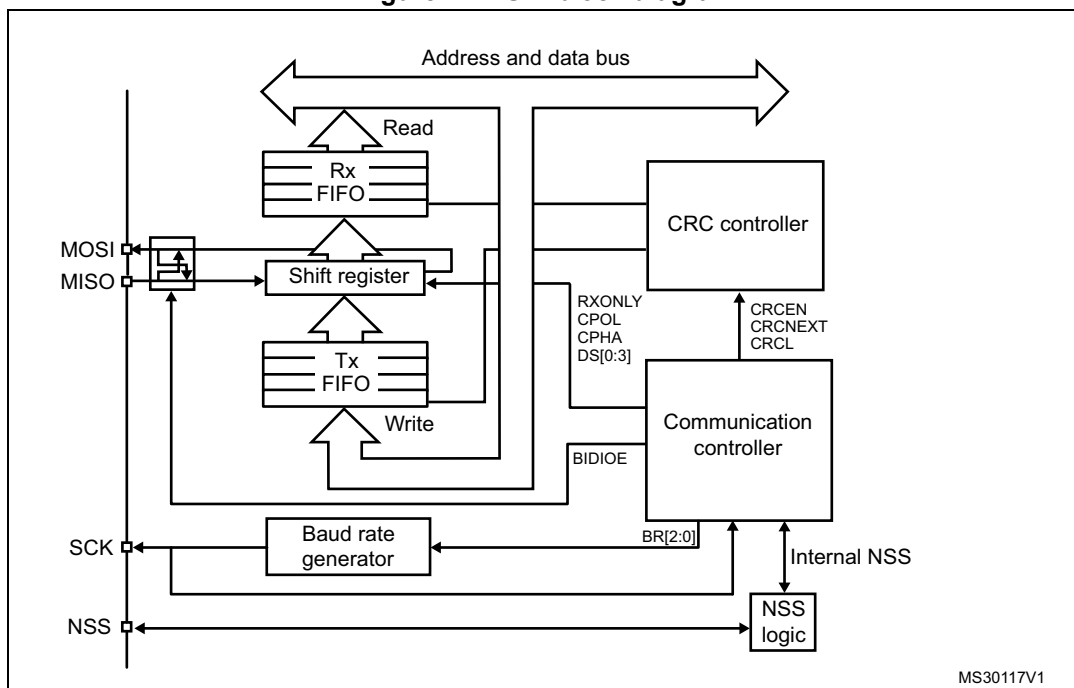 Address and data bus
Read
Rx
FIFO
CRC controller
MOSI
MISO
Shift register
RXONLY
CPOL
CPHA
DS[0:3]
CRCEN
CRCNEXT
CRCL
Tx
FIFO
Write
Communication
controller
BIDIOE
SCK
Baud rate
generator
BR[2:0]
Internal NSS
NSS
NSS
logic
MS30117V1